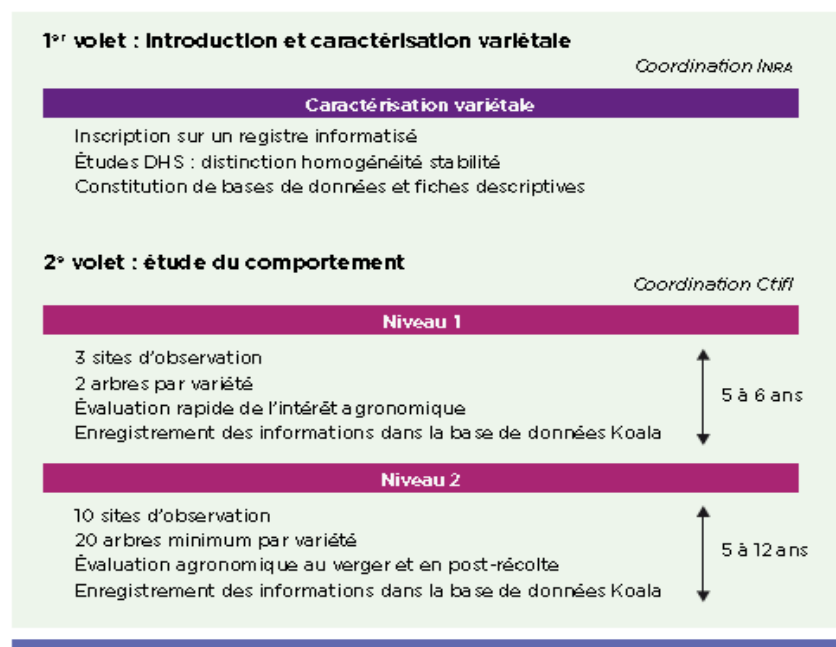 1er volet : introduction et caractérisation variétale
Coordination INRA
Caractérisation variétale
Inscription sur un registre informatisé
Études DHS : distinction homogénéité stabilité
Constitution de bases de données et fiches descriptives
2e volet : étude du comportement
Coordination Ctifl
Niveau 1
3 sites d'observation
2 arbres par variété
Évaluation rapide de l'intérêt agronomique
Enregistrement des informations dans la base de données Koala
5 à 6 ans
Niveau 2
10 sites d'observation
20 arbres minimum par variété
Évaluation agronomique au verger et en post-récolte
Enregistrement des informations dans la base de données Koala
5 à 12 ans